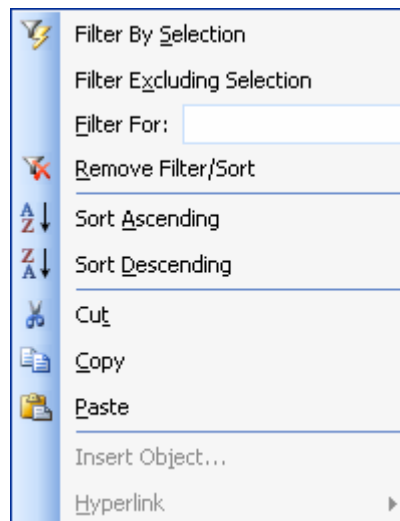 Filter By Selection
Filter Excluding Selection
Filter For:
Remove Filter/Sort
Sort Ascending
Sort Descending
Cut
Copy
Paste
Insert Object...
Hyperlink